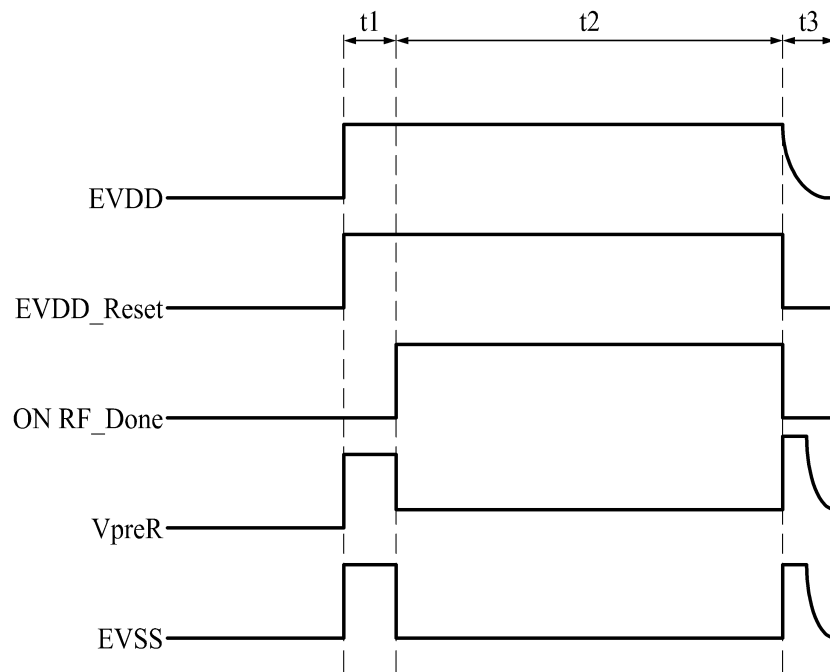 t1
t2
t3
EVDD
EVDD_Reset
ON RF_Done
VpreR
EVSS